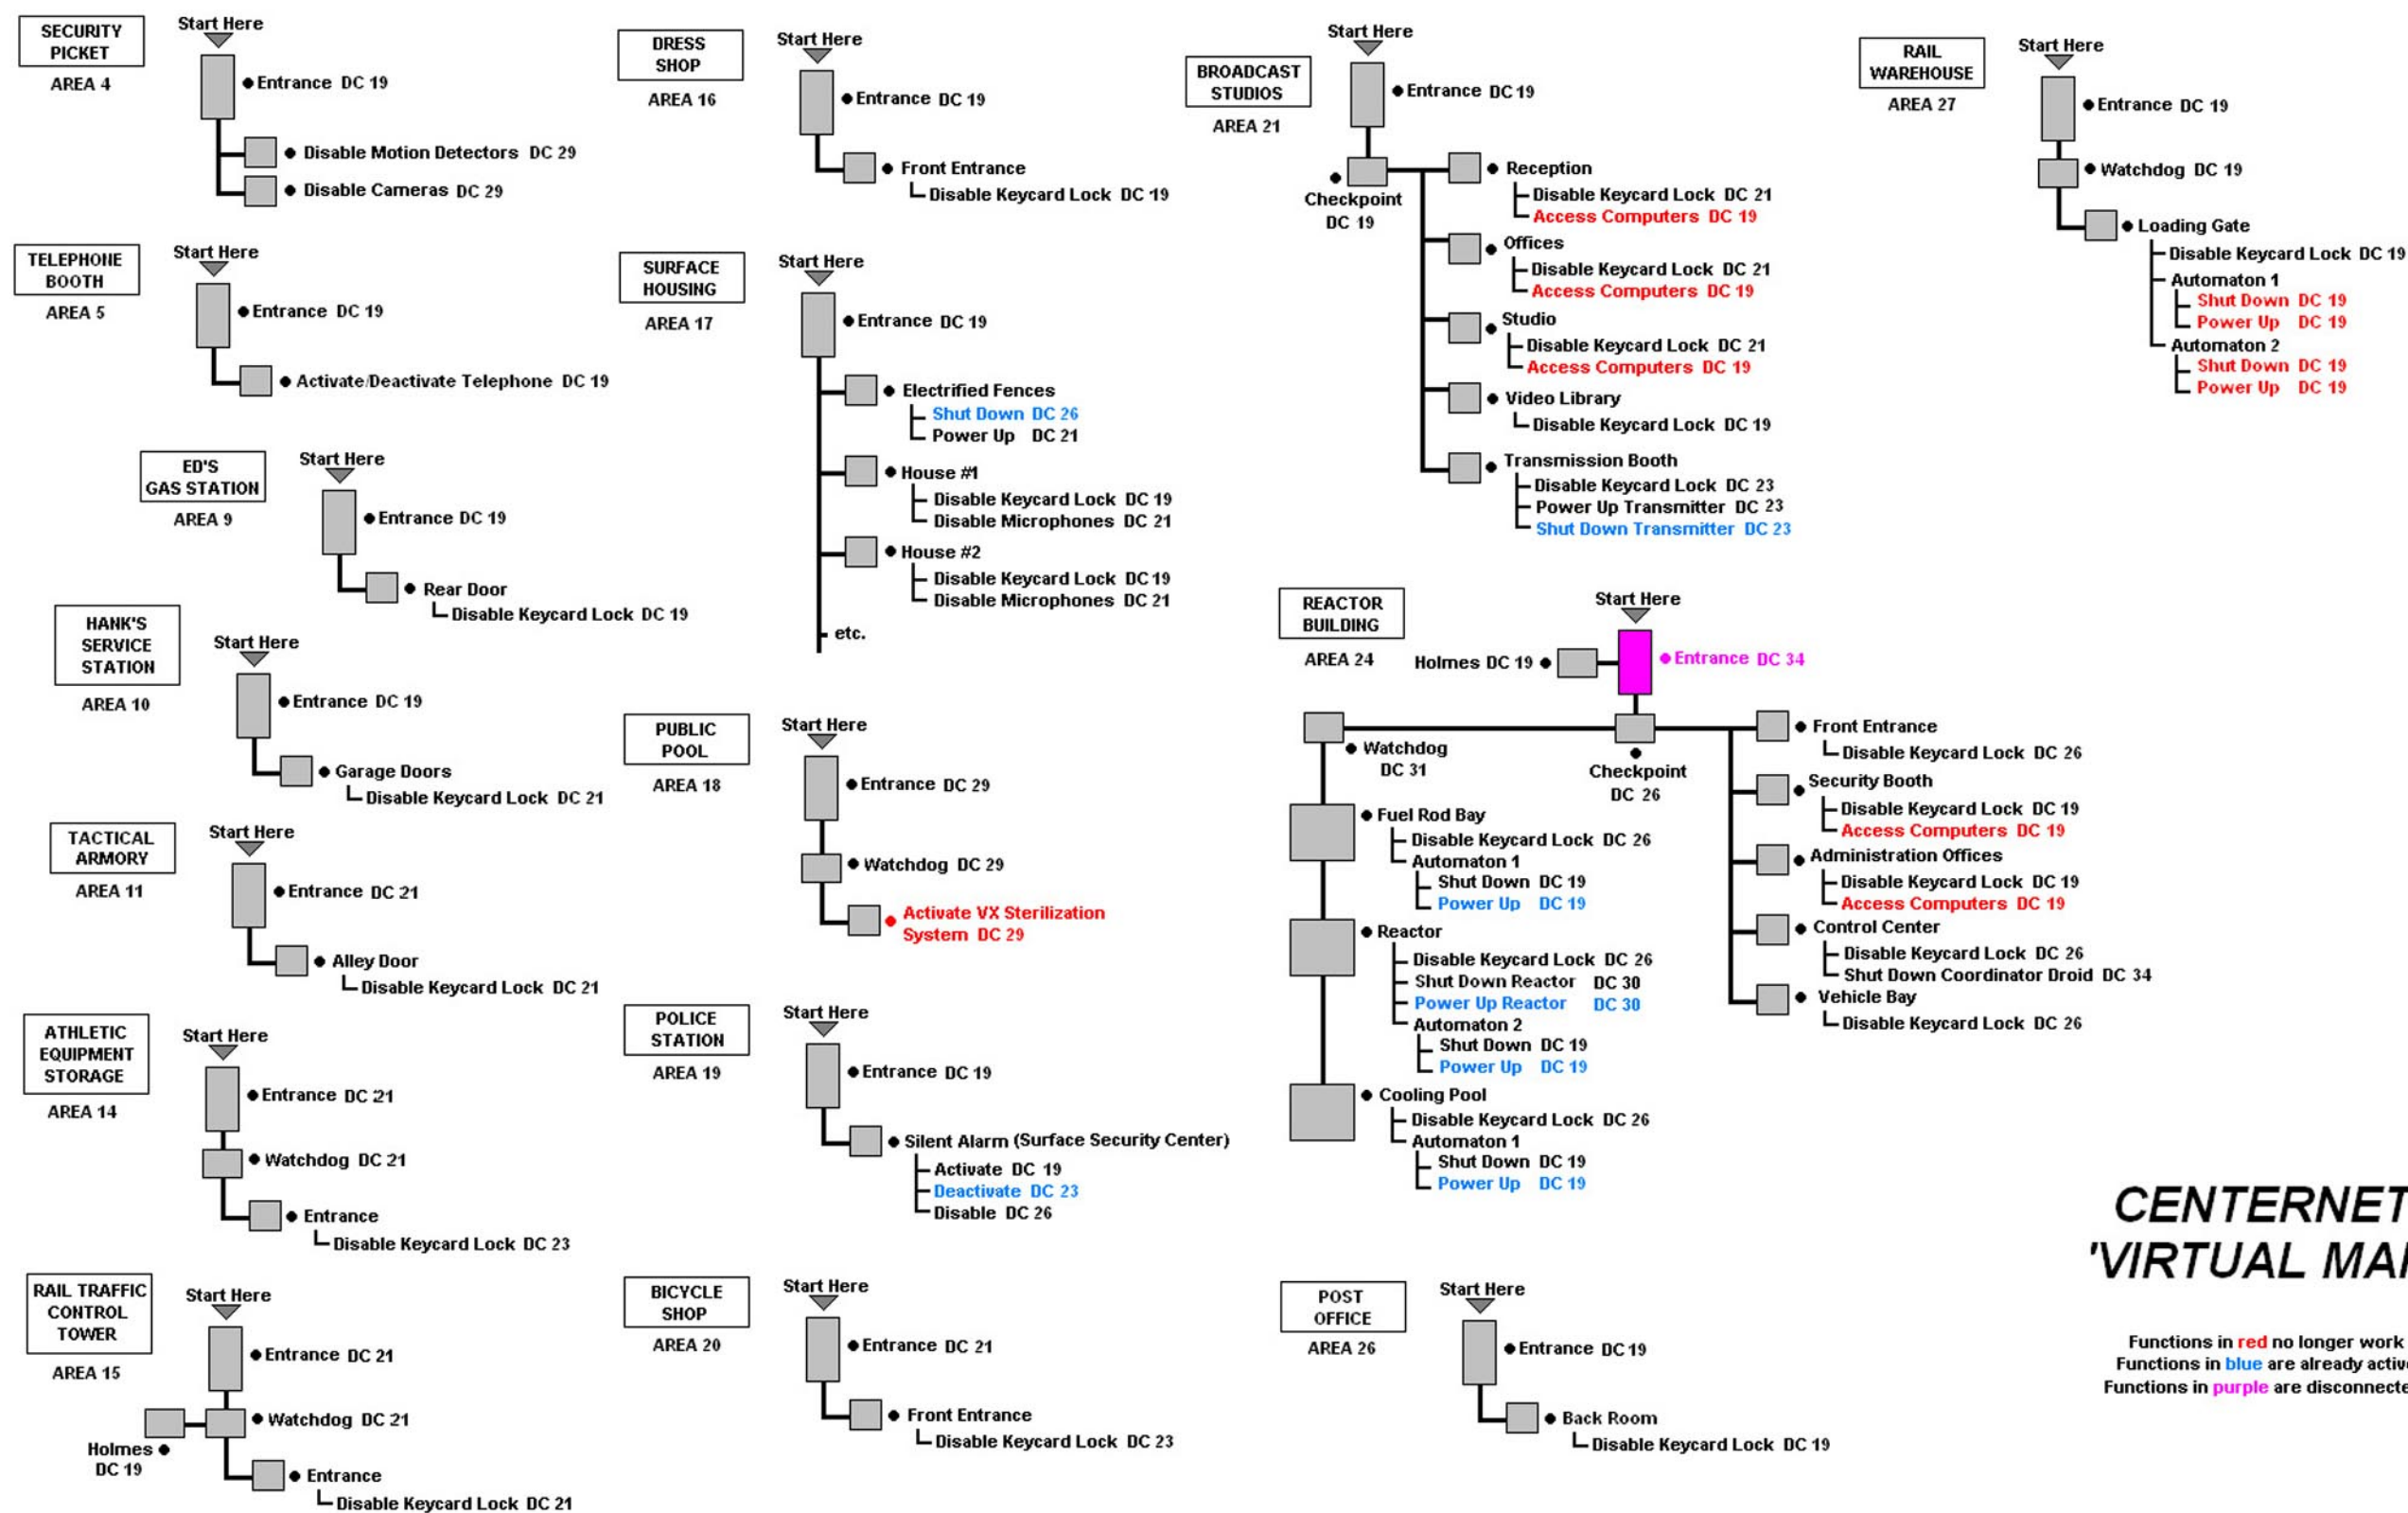 SECURITY
PICKET
AREA 4
Start Here
Entrance DC 19
Disable Motion Detectors DC 29
Disable Cameras DC 29
TELEPHONE
BOOTH
AREA 5
Start Here
Entrance DC 19
Activate/Deactivate Telephone DC 19
ED'S
GAS STATION
AREA 9
Start Here
Entrance DC 19
Rear Door
Disable Keycard Lock DC 19
HANK'S
SERVICE
STATION
AREA 10
Start Here
Entrance DC 19
Garage Doors
Disable Keycard Lock DC 21
TACTICAL
ARMORY
AREA 11
Start Here
Entrance DC 21
Alley Door
Disable Keycard Lock DC 21
ATHLETIC
EQUIPMENT
STORAGE
AREA 14
Start Here
Entrance DC 21
Watchdog DC 21
Entrance
Disable Keycard Lock DC 23
RAIL TRAFFIC
CONTROL
TOWER
AREA 15
Start Here
Entrance DC 21
Watchdog DC 21
Holmes
DC 19
Entrance
Disable Keycard Lock DC 21
DRESS
SHOP
AREA 16
Start Here
Entrance DC 19
Front Entrance
Disable Keycard Lock DC 19
SURFACE
HOUSING
AREA 17
Start Here
Entrance DC 19
Electrified Fences
Shut Down DC 26
Power Up DC 21
House #1
Disable Keycard Lock DC 19
Disable Microphones DC 21
House #2
Disable Keycard Lock DC 19
Disable Microphones DC 21
etc.
PUBLIC
POOL
AREA 18
Start Here
Entrance DC 29
Watchdog DC 29
Activate VX Sterilization
System DC 29
POLICE
STATION
AREA 19
Start Here
Entrance DC 19
Silent Alarm (Surface Security Center)
Activate DC 19
Deactivate DC 23
Disable DC 26
BICYCLE
SHOP
AREA 20
Start Here
Entrance DC 21
Front Entrance
Disable Keycard Lock DC 23
BROADCAST
STUDIOS
AREA 21
Start Here
Entrance DC 19
Checkpoint
DC 19
Reception
Disable Keycard Lock DC 21
Access Computers DC 19
Offices
Disable Keycard Lock DC 21
Access Computers DC 19
Studio
Disable Keycard Lock DC 21
Access Computers DC 19
Video Library
Disable Keycard Lock DC 19
Transmission Booth
Disable Keycard Lock DC 23
Power Up Transmitter DC 23
Shut Down Transmitter DC 23
REACTOR
BUILDING
AREA 24
Start Here
Holmes DC 19
Entrance DC 34
Watchdog
DC 31
Checkpoint
DC 26
Fuel Rod Bay
Disable Keycard Lock DC 26
Automaton 1
Shut Down DC 19
Power Up DC 19
Reactor
Disable Keycard Lock DC 26
Shut Down Reactor DC 30
Power Up Reactor DC 30
Automaton 2
Shut Down DC 19
Power Up DC 19
Cooling Pool
Disable Keycard Lock DC 26
Automaton 1
Shut Down DC 19
Power Up DC 19
Front Entrance
Disable Keycard Lock DC 26
Security Booth
Disable Keycard Lock DC 19
Access Computers DC 19
Administration Offices
Disable Keycard Lock DC 19
Access Computers DC 19
Control Center
Disable Keycard Lock DC 26
Shut Down Coordinator Droid DC 34
Vehicle Bay
Disable Keycard Lock DC 26
POST
OFFICE
AREA 26
Start Here
Entrance DC 19
Back Room
Disable Keycard Lock DC 19
RAIL
WAREHOUSE
AREA 27
Start Here
Entrance DC 19
Watchdog DC 19
Loading Gate
Disable Keycard Lock DC 19
Automaton 1
Shut Down DC 19
Power Up DC 19
Automaton 2
Shut Down DC 19
Power Up DC 19
CENTERNET
'VIRTUAL
Functions in red no longer work
Functions in blue are already
Functions in purple are